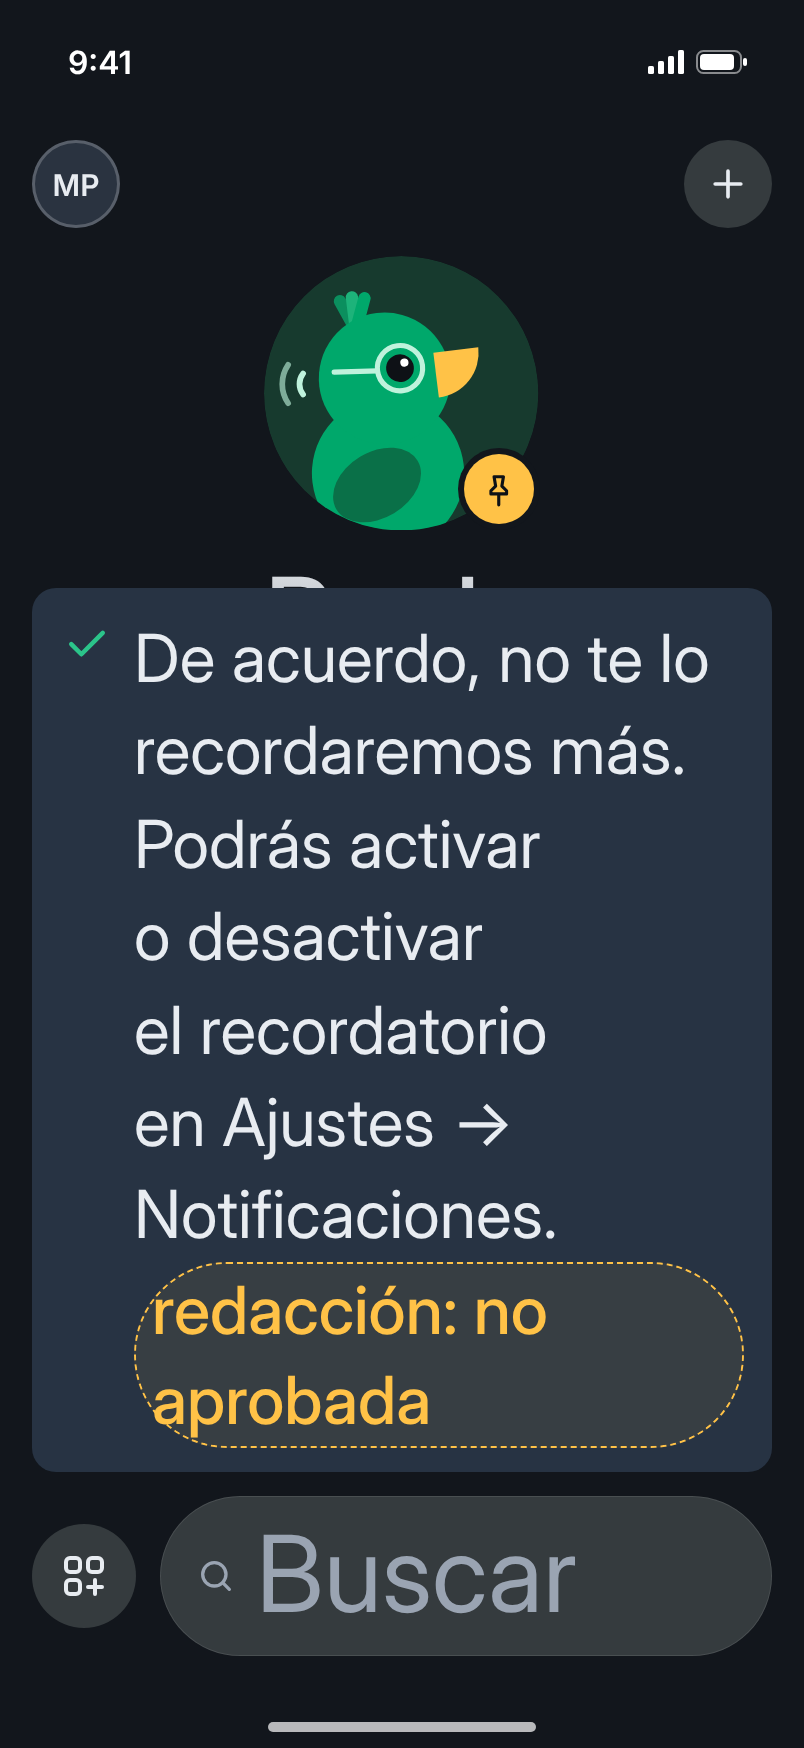 9:41
MP
De acuerdo, no te lo
recordaremos más.
Podrás activar
o desactivar
el recordatorio
en Ajustes →
Notificaciones.
redacción: no
aprobada
Buscar